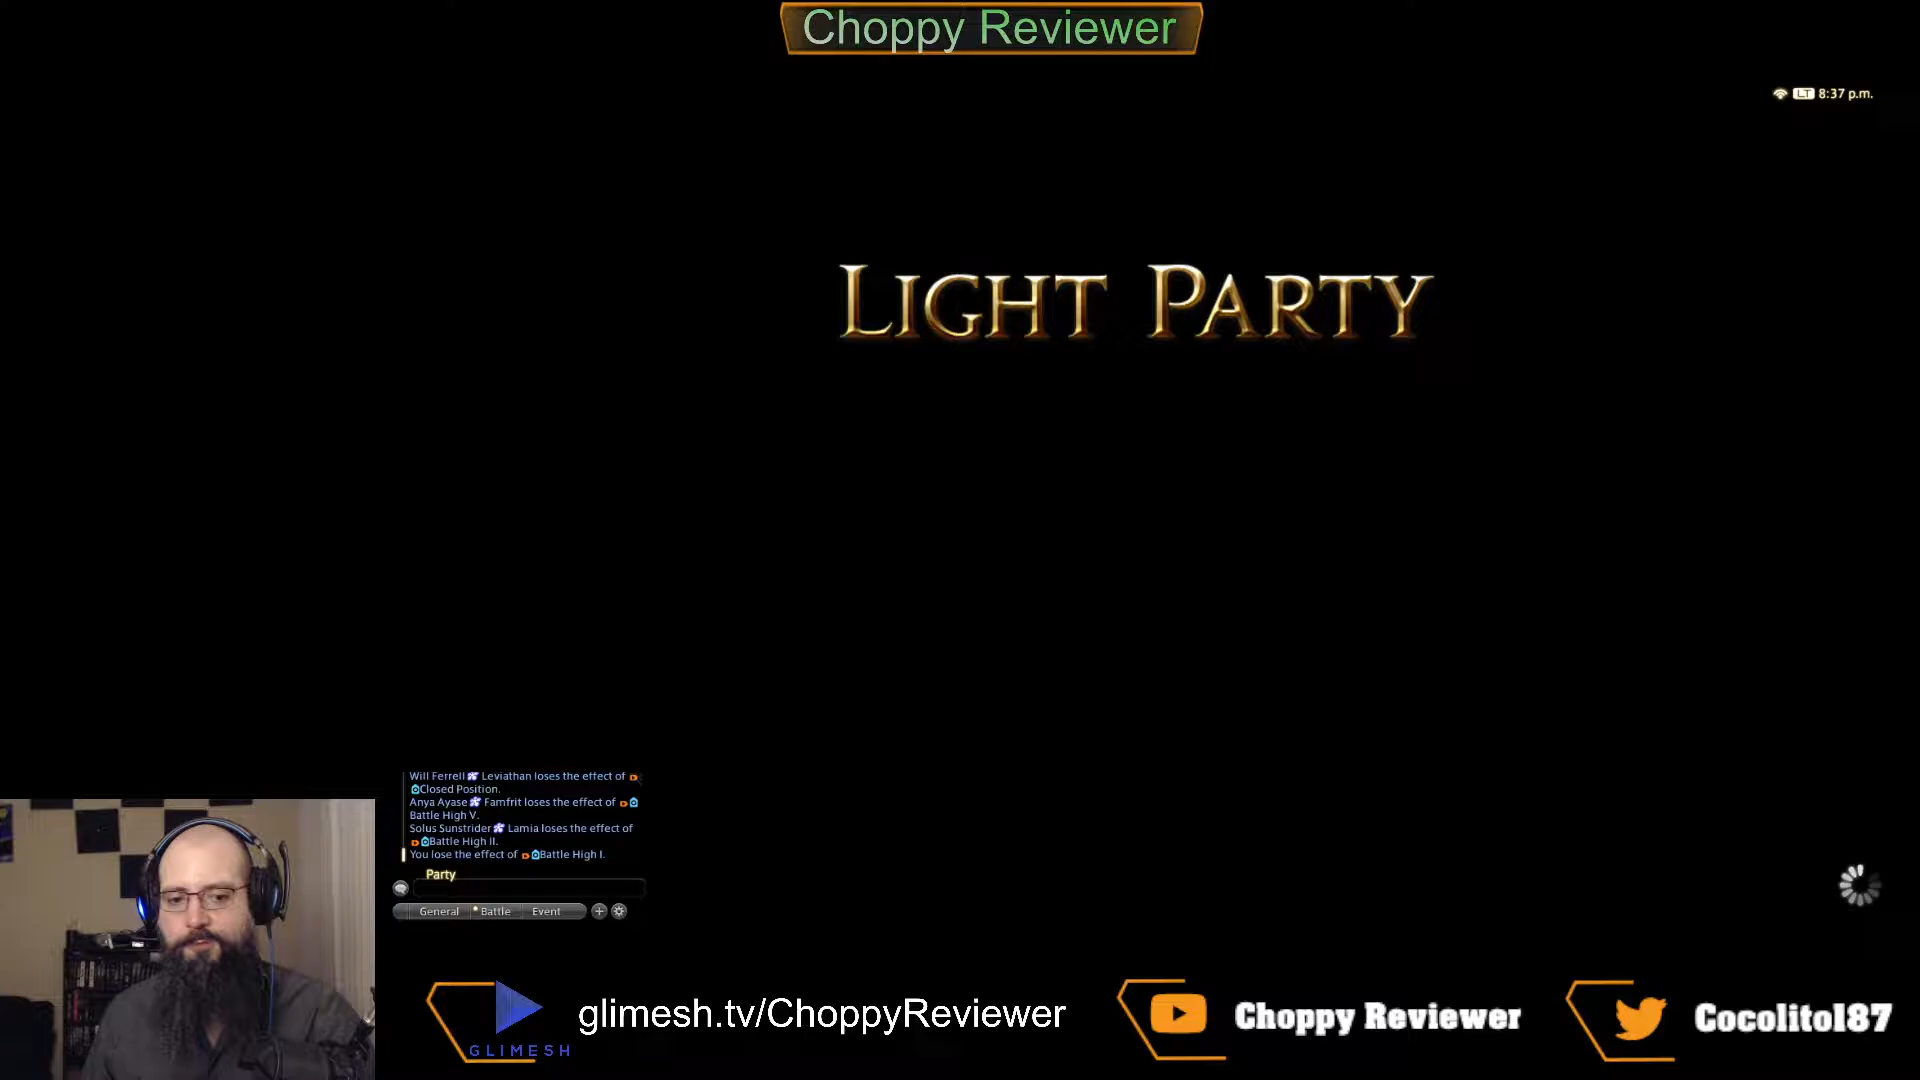 Choppy Reviewer
LT 8:37 p.m.
LIGHT PARTY
Will Ferrell Leviathan loses the effect of
Closed Position.
Anya Ayase Famfrit loses the effect of
Battle High V.
Solus Sunstrider Lamia loses the effect of
Battle High II.
You lose the effect of Battle High I.
Party
General Battle Event
glimesh.tv/ChoppyReviewer
GLIMESH
Choppy Reviewer
Cocolitol87